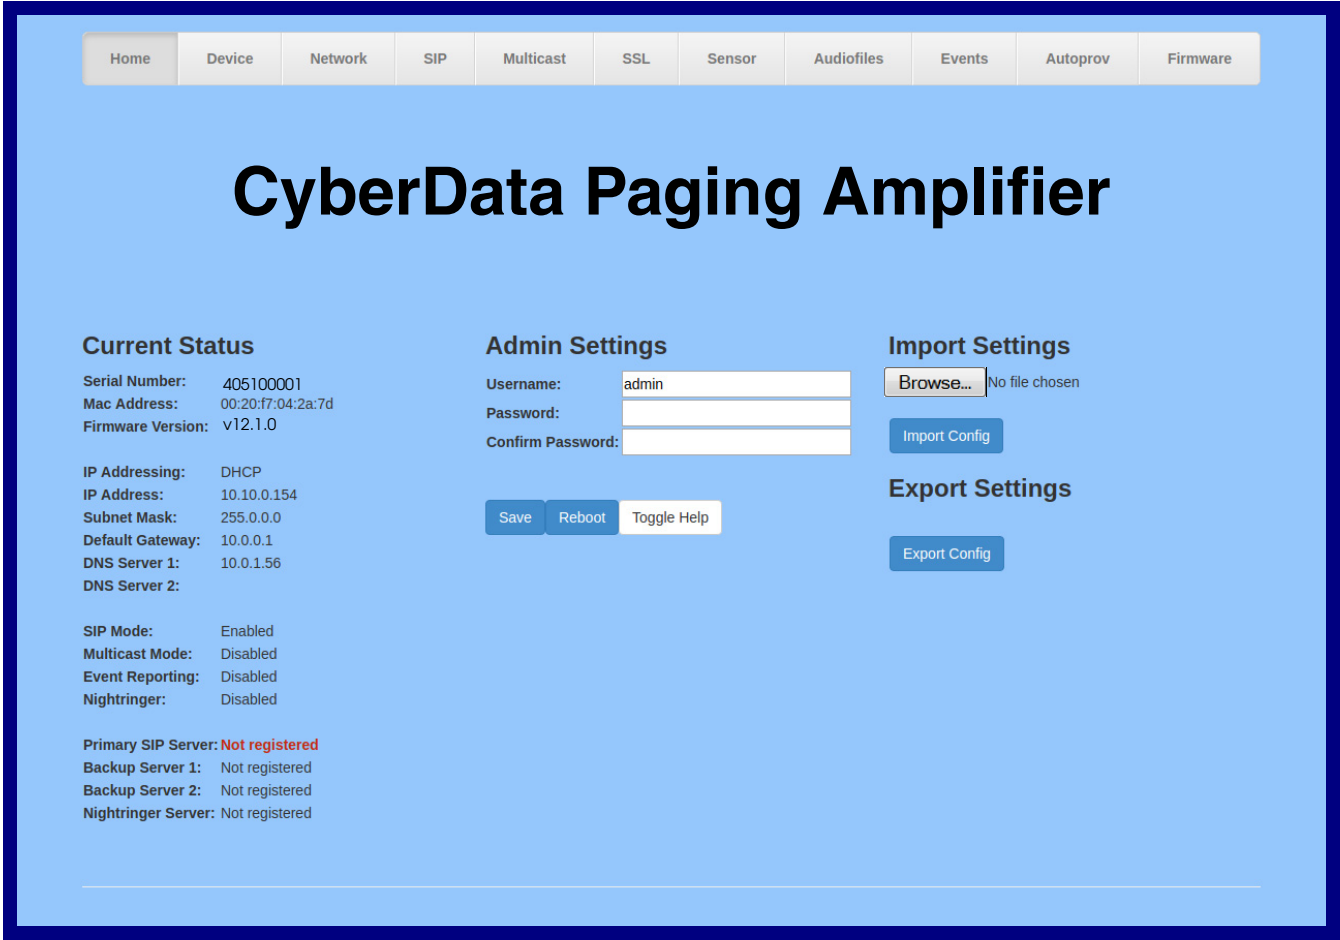 Home Device Network SIP Multicast SSL Sensor Audiofiles Events Autoprov Firmware
CyberData Paging Amplifier
Current Status
Serial Number: 405100001
Mac Address: 00:20:f7:04:2a:7d
Firmware Version: v12.1.0
IP Addressing: DHCP
IP Address: 10.10.0.154
Subnet Mask: 255.0.0.0
Default Gateway: 10.0.0.1
DNS Server 1: 10.0.1.56
DNS Server 2:
SIP Mode: Enabled
Multicast Mode: Disabled
Event Reporting: Disabled
Nightringer: Disabled
Primary SIP Server: Not registered
Backup Server 1: Not registered
Backup Server 2: Not registered
Nightringer Server: Not registered
Admin Settings
Username: admin
Password:
Confirm Password:
Save Reboot Toggle Help
Import Settings
Browse... No file chosen
Import Config
Export Settings
Export Config